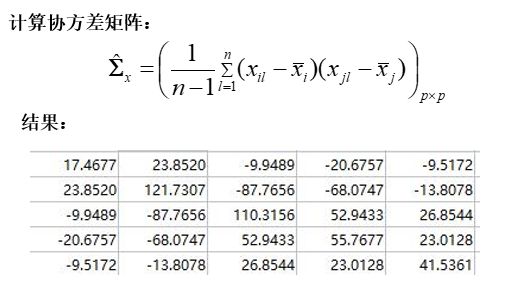 计算协方差矩阵：
$\hat{\Sigma}_x = \left( \frac{1}{n-1} \sum_{l=1}^{n} (x_{il} - \bar{x}_i)(x_{jl} - \bar{x}_j) \right)_{p \times p}$
结果：
17.4677 23.8520 -9.9489 -20.6757 -9.5172
23.8520 121.7307 -87.7656 -68.0747 -13.8078
-9.9489 -87.7656 110.3156 52.9433 26.8544
-20.6757 -68.0747 52.9433 55.7677 23.0128
-9.5172 -13.8078 26.8544 23.0128 41.5361